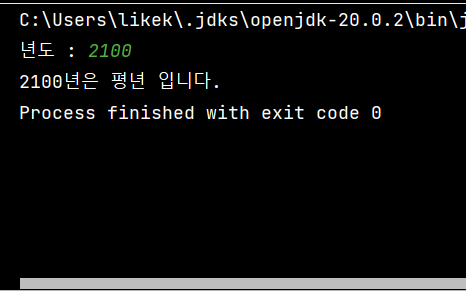 C:\Users\likek\.jdks\openjdk-20.0.2\bin\j
년도 : 2100
2100년은 평년 입니다.
Process finished with exit code 0